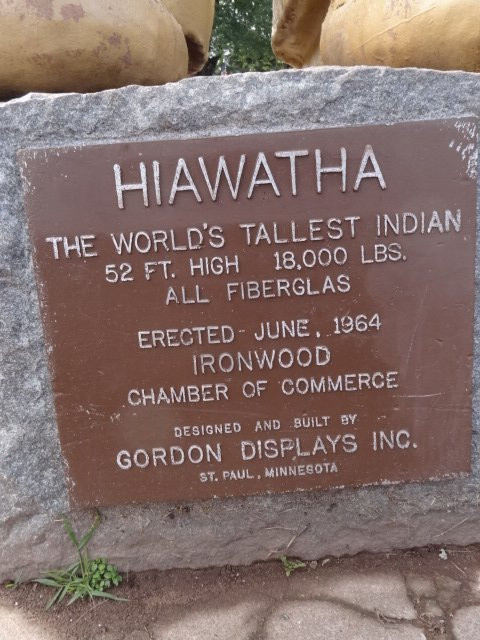 HIAWATHA
THE WORLD'S TALLEST INDIAN
52 FT. HIGH 18,000 LBS.
ALL FIBERGLAS
ERECTED - JUNE, 1964
IRONWOOD
CHAMBER OF COMMERCE
DESIGNED AND BUILT BY
GORDON DISPLAYS INC.
ST. PAUL, MINNESOTA